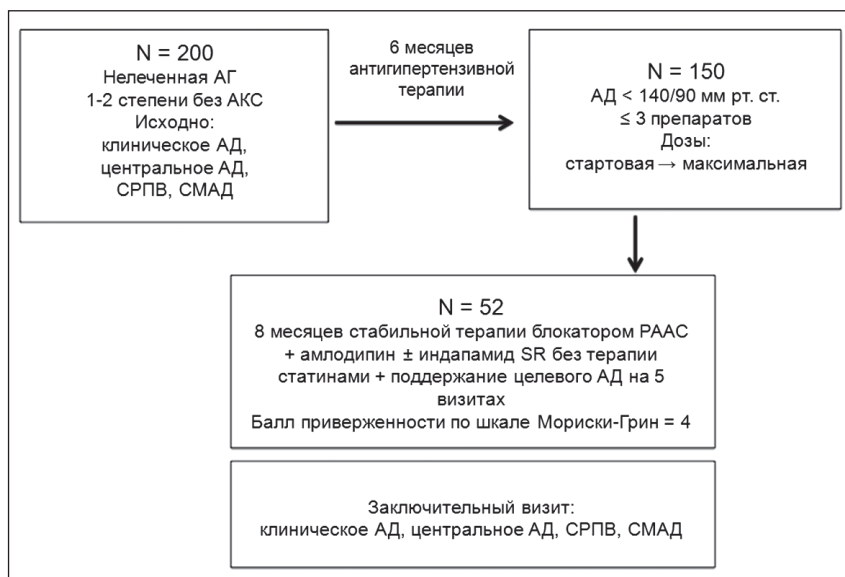 N = 200
Нелеченная АГ
1-2 степени без АКС
Исходно:
клиническое АД,
центральное АД,
СРПВ, СМАД
6 месяцев
антигипертензивной
терапии
N = 150
АД < 140/90 мм рт. ст.
≤ 3 препаратов
Дозы:
стартовая → максимальная
N = 52
8 месяцев стабильной терапии блокатором РААС
+ амлодипин ± индапамид SR без терапии
статинами + поддержание целевого АД на 5
визитах
Балл приверженности по шкале Мориски-Грин = 4
Заключительный визит:
клиническое АД, центральное АД, СРПВ, СМАД